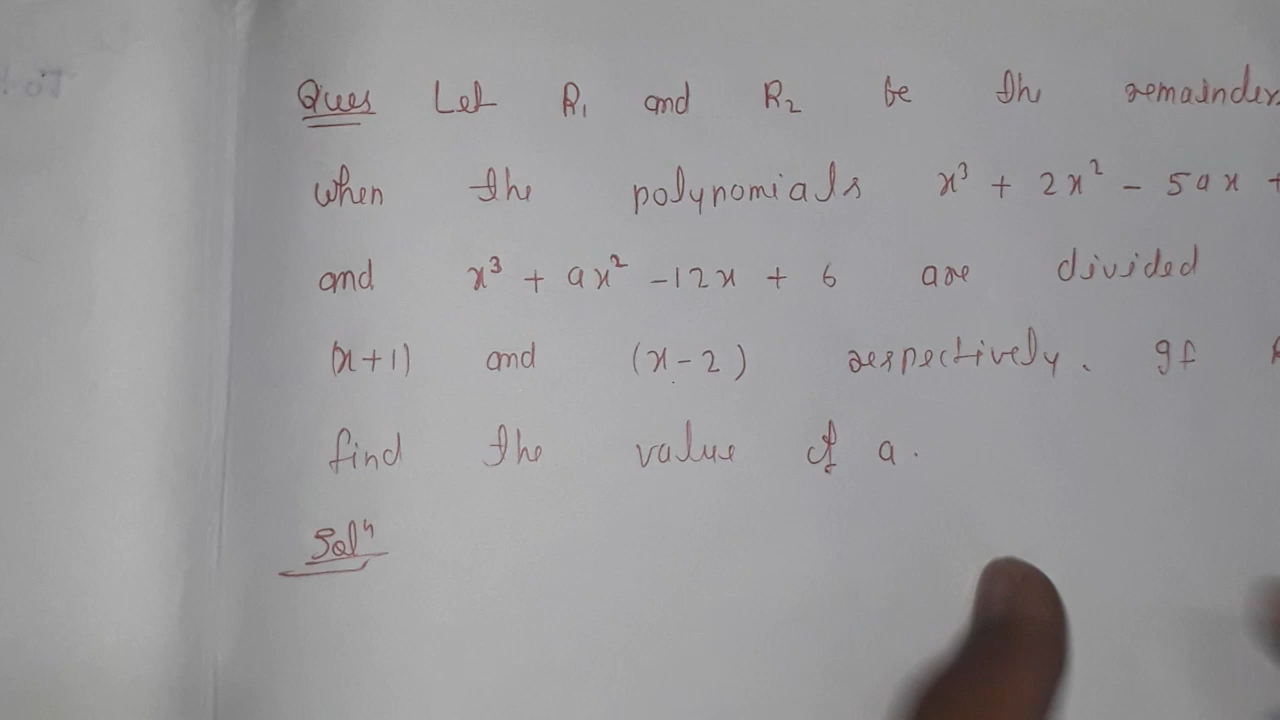 Ques Let R₁ and R₂ be the remainder
when the polynomials x³ + 2x² - 5ax +
and x³ + ax² - 12x + 6 are divided
(x+1) and (x-2) respectively. If
find the value of a.
Solⁿ